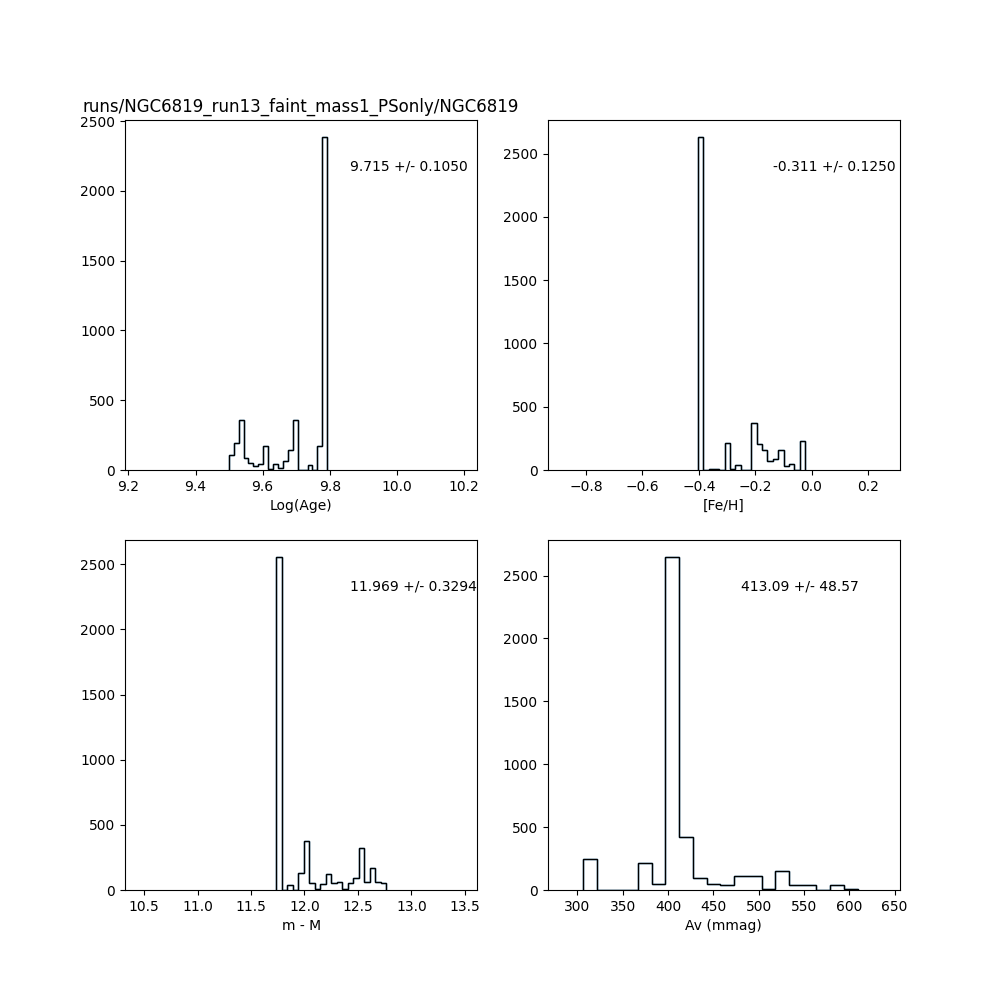 runs/NGC6819_run13_faint_mass1_PSonly/NGC6819
2500
2000
1500
1000
500
0
9.715 +/- 0.1050
9.2 9.4 9.6 9.8 10.0 10.2
Log(Age)
2500
2000
1500
1000
500
0
-0.311 +/- 0.1250
−0.8 −0.6 −0.4 −0.2 0.0 0.2
[Fe/H]
2500
2000
1500
1000
500
0
11.969 +/- 0.3294
10.5 11.0 11.5 12.0 12.5 13.0 13.5
m - M
2500
2000
1500
1000
500
0
413.09 +/- 48.57
300 350 400 450 500 550 600 650
Av (mmag)